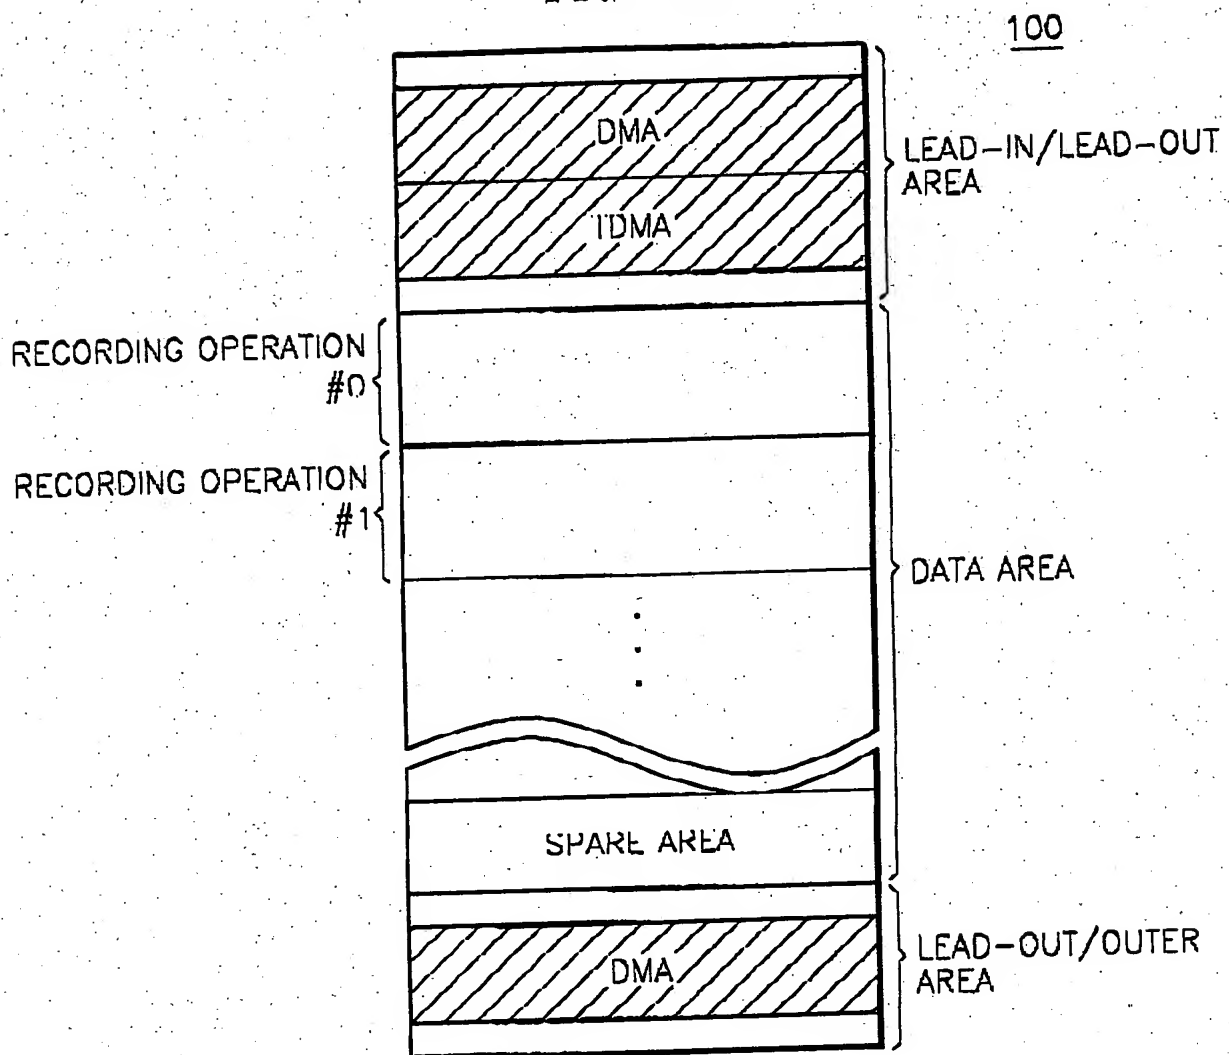 100
DMA
LEAD-IN/LEAD-OUT
AREA
TDMA
RECORDING OPERATION
#0
RECORDING OPERATION
#1
DATA AREA
SPARE AREA
DMA
LEAD-OUT/OUTER
AREA